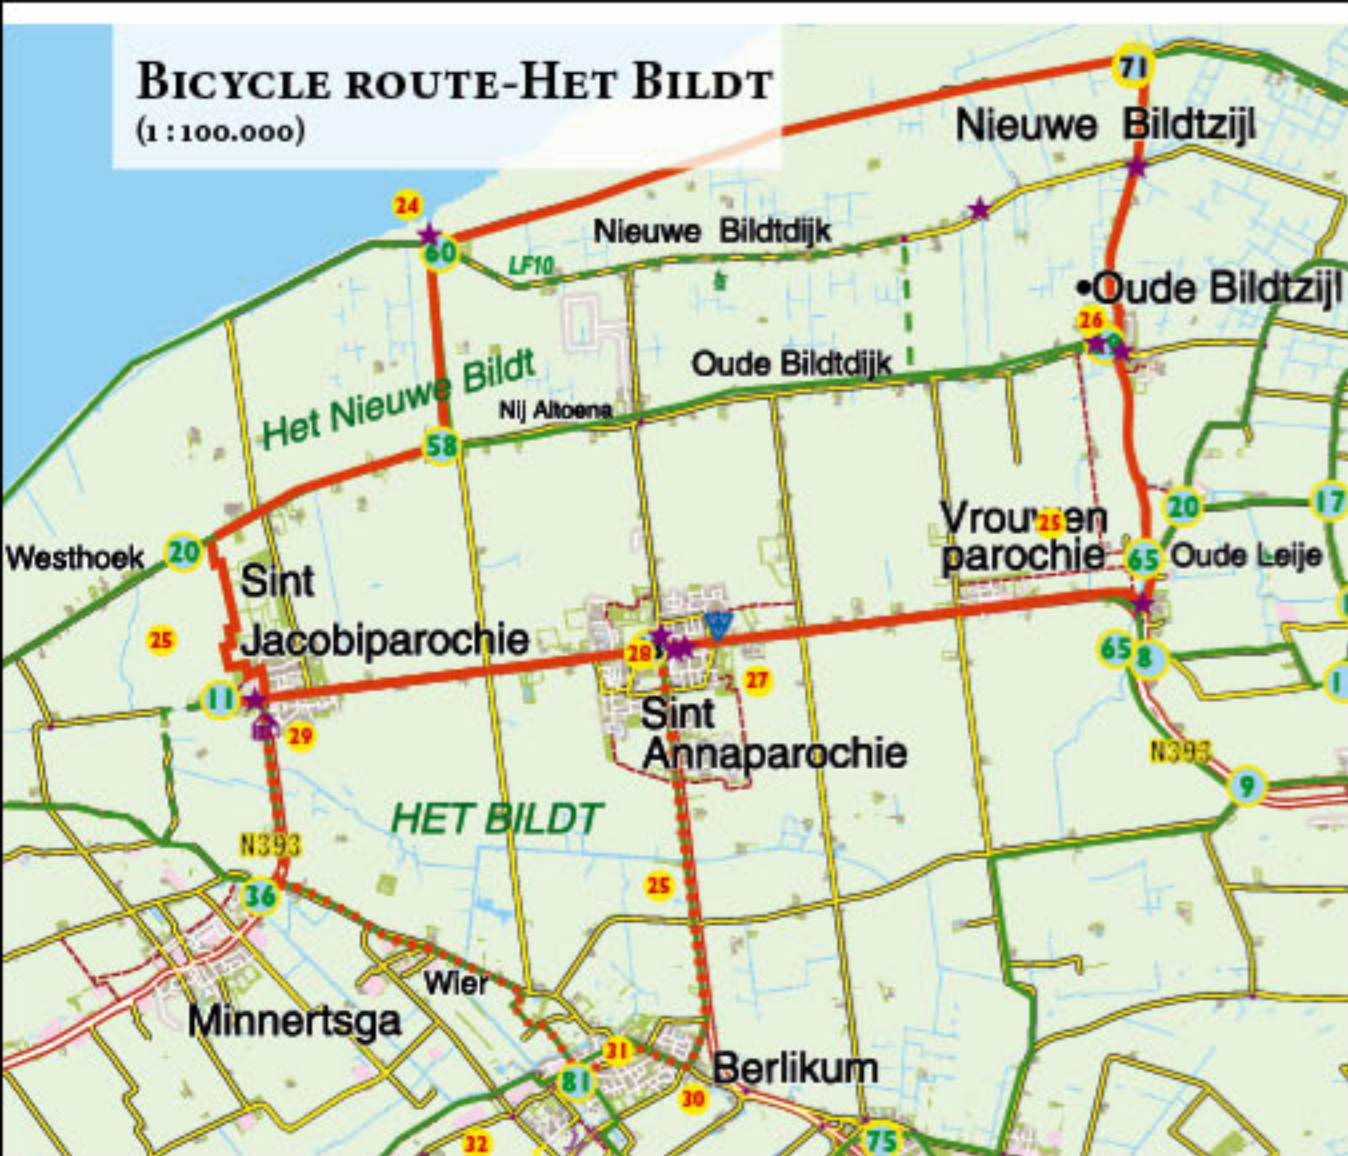 BICYCLE ROUTE-HET BILDT
(1 : 100.000)
71
Nieuwe Bildtzijl
24
60
Nieuwe Bildtdijk
LF10
•Oude Bildtzijl
26
Oude Bildtdijk
Het Nieuwe Bildt
Nij Altoena
58
20
Westhoek
Sint
Jacobiparochie
25
11
29
Vrouwen
parochie
25
20
17
65
Oude Leije
65
8
28
27
Sint
Annaparochie
N393
9
HET BILDT
N393
36
25
Wier
Minnertsga
31
81
Berlikum
30
32
75